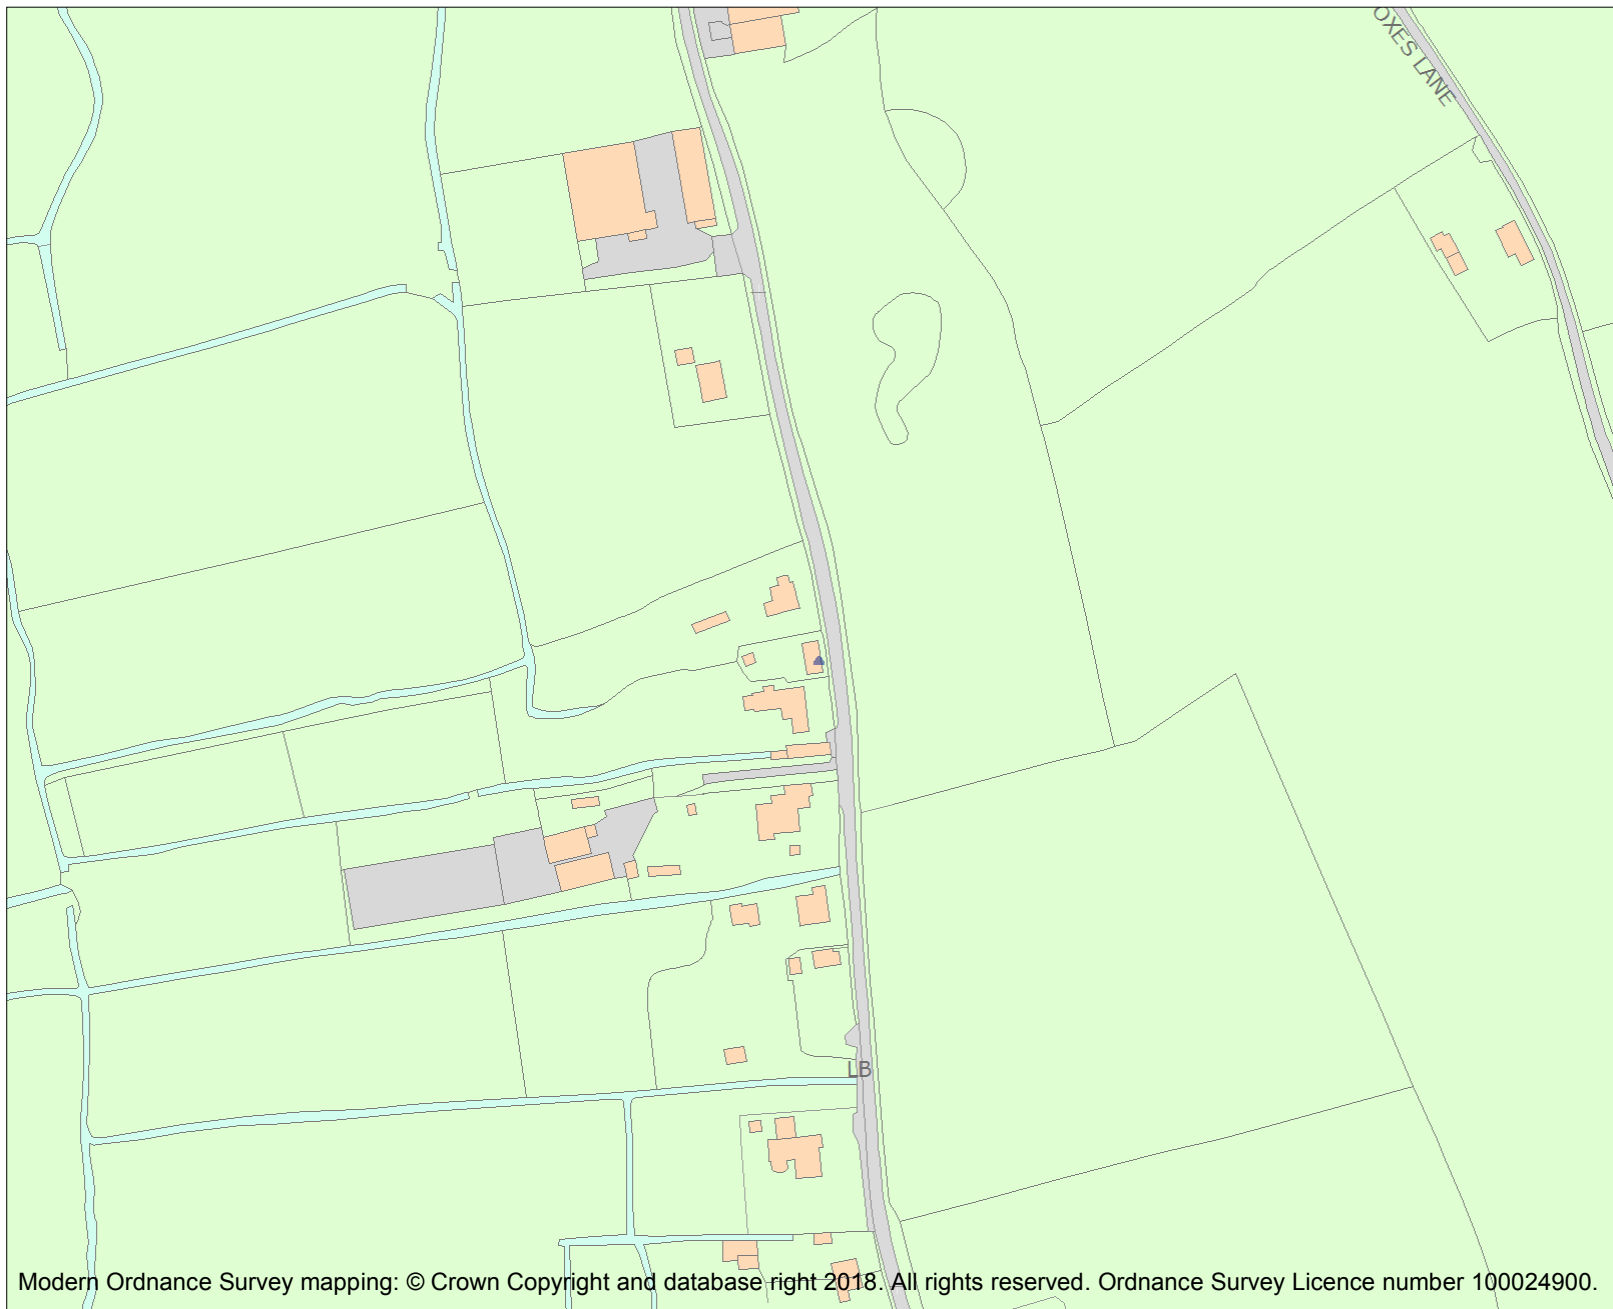 OXES LANE
LB
Modern Ordnance Survey mapping: © Crown Copyright and database right 2018. All rights reserved. Ordnance Survey Licence number 100024900.